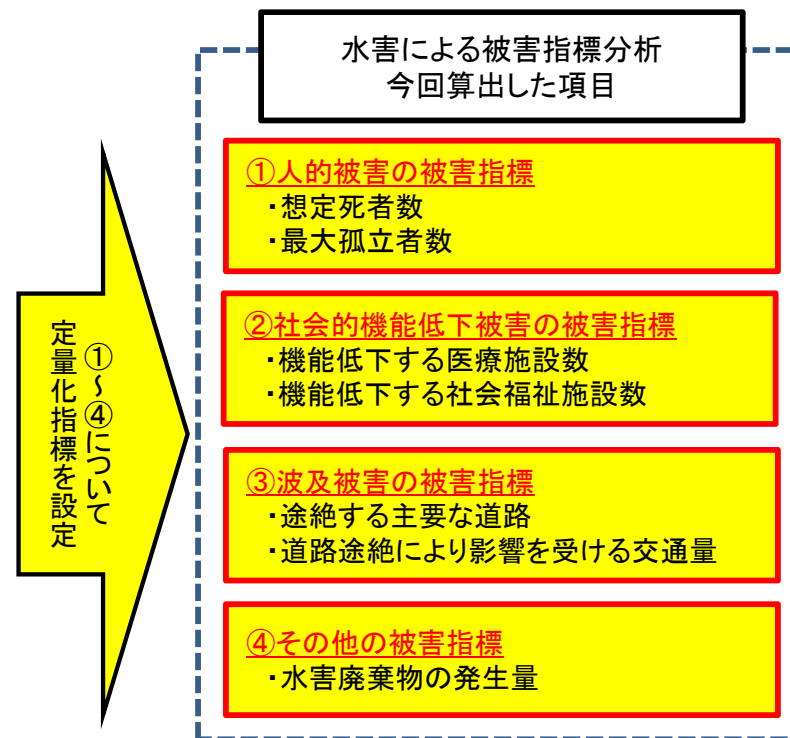 水害による被害指標分析
今回算出した項目
①～④について
定量化指標を設定
①人的被害の被害指標
・想定死者数
・最大孤立者数
②社会的機能低下被害の被害指標
・機能低下する医療施設数
・機能低下する社会福祉施設数
③波及被害の被害指標
・途絶する主要な道路
・道路途絶により影響を受ける交通量
④その他の被害指標
・水害廃棄物の発生量